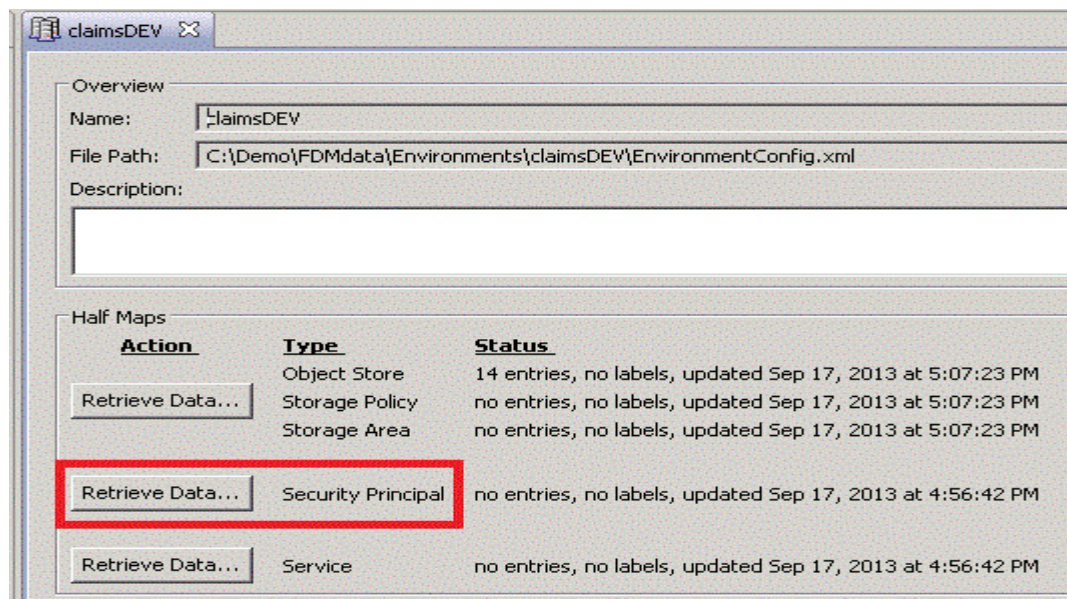 claimsDEV
Overview
Name: claimsDEV
File Path: C:\Demo\FDMdata\Environments\claimsDEV\EnvironmentConfig.xml
Description:
Half Maps
Action Type Status
Object Store 14 entries, no labels, updated Sep 17, 2013 at 5:07:23 PM
Retrieve Data... Storage Policy no entries, no labels, updated Sep 17, 2013 at 5:07:23 PM
Storage Area no entries, no labels, updated Sep 17, 2013 at 5:07:23 PM
Retrieve Data... Security Principal no entries, no labels, updated Sep 17, 2013 at 4:56:42 PM
Retrieve Data... Service no entries, no labels, updated Sep 17, 2013 at 4:56:42 PM